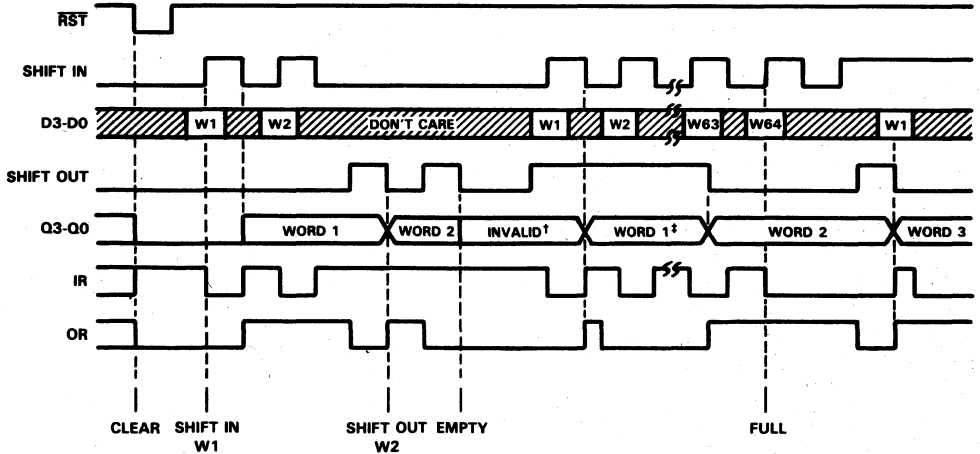 RST
SHIFT IN
D3-D0 W1 W2 DON'T CARE W1 W2 W63 W64 W1
SHIFT OUT
Q3-Q0 WORD 1 WORD 2 INVALID† WORD 1‡ WORD 2 WORD 3
IR
OR
CLEAR SHIFT IN W1 SHIFT OUT W2 EMPTY FULL